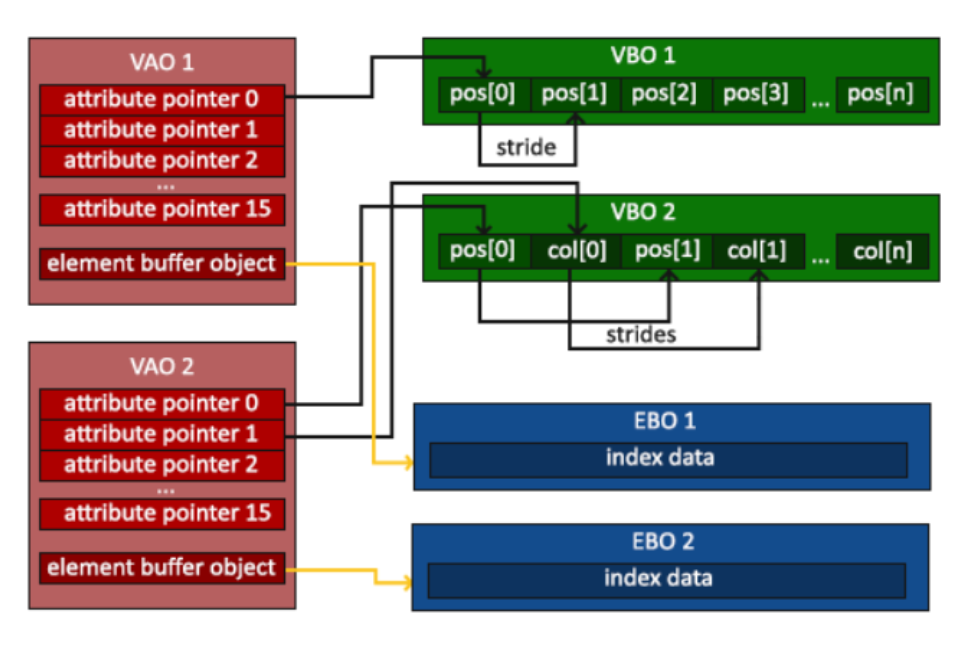 VAO 1
attribute pointer 0
attribute pointer 1
attribute pointer 2
...
attribute pointer 15
element buffer object
VBO 1
pos[0] pos[1] pos[2] pos[3] ... pos[n]
stride
VBO 2
pos[0] col[0] pos[1] col[1] ... col[n]
strides
VAO 2
attribute pointer 0
attribute pointer 1
attribute pointer 2
...
attribute pointer 15
element buffer object
EBO 1
index data
EBO 2
index data